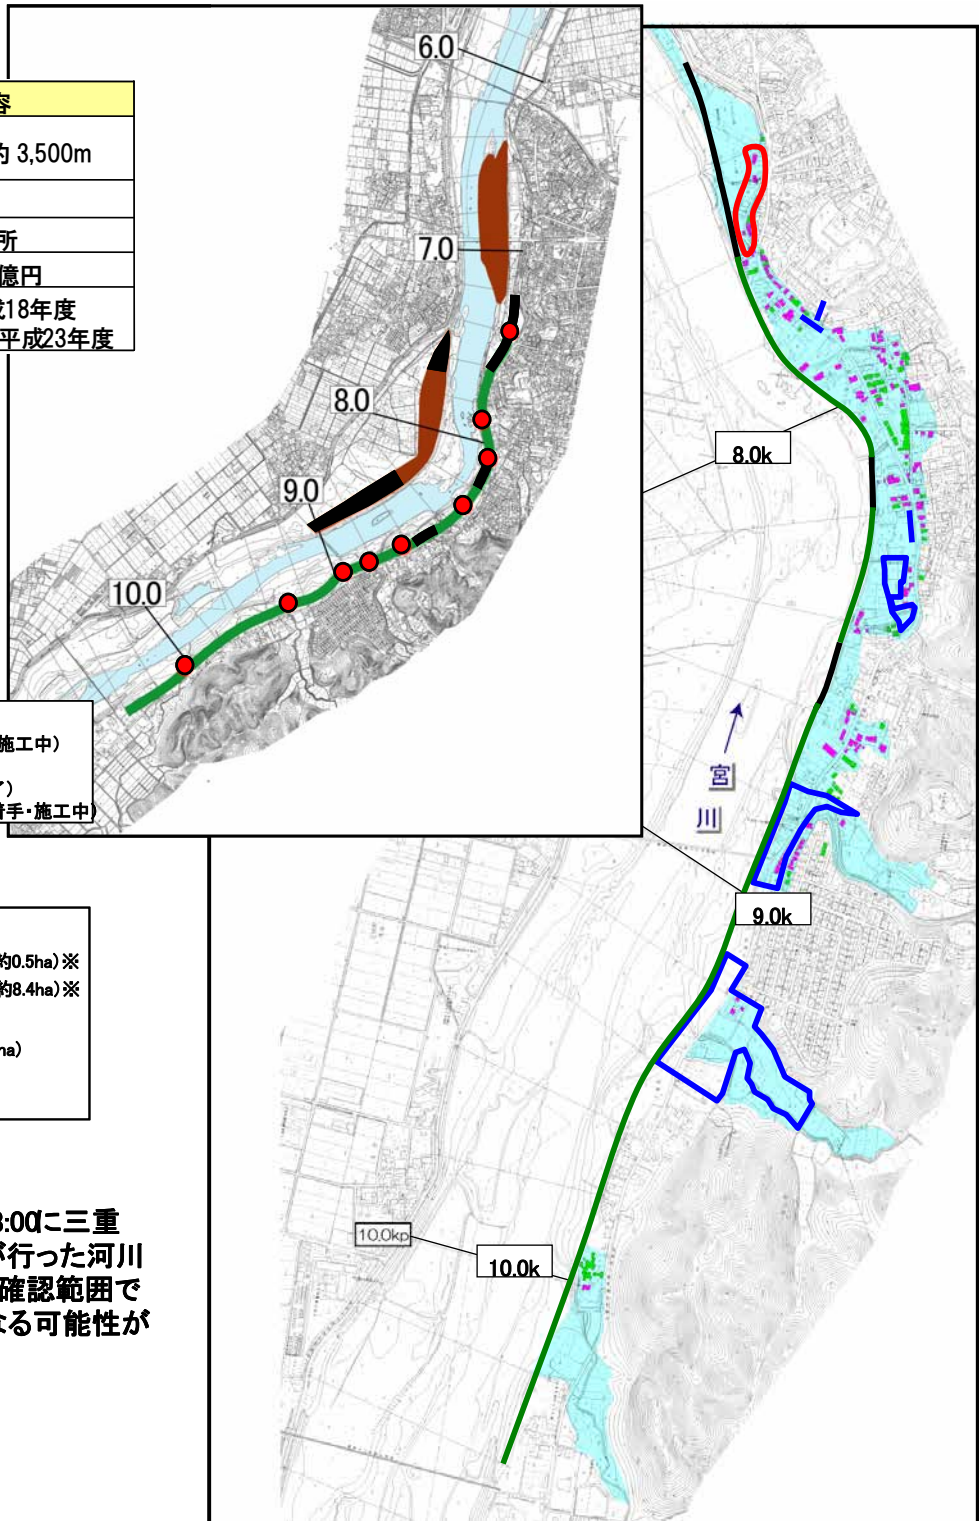 容
約 3,500m
所
億円
成18年度
平成23年度
6.0
7.0
8.0
9.0
10.0
施工中）
了）
着手・施工中）
約0.5ha）※
約8.4ha）※
ha）
8:00に三重
が行った河川
確認範囲で
なる可能性が
8.0k
宮
川
9.0k
10.0kp
10.0k